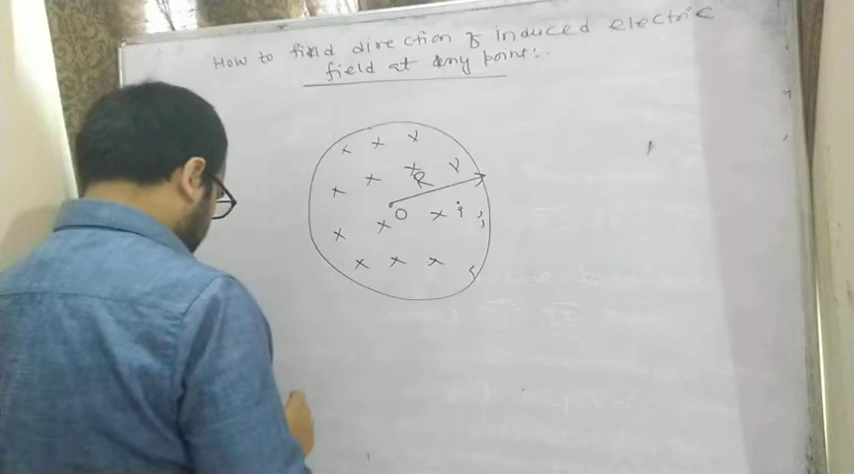 How to find direction of induced electric
field at any point:.
R
O